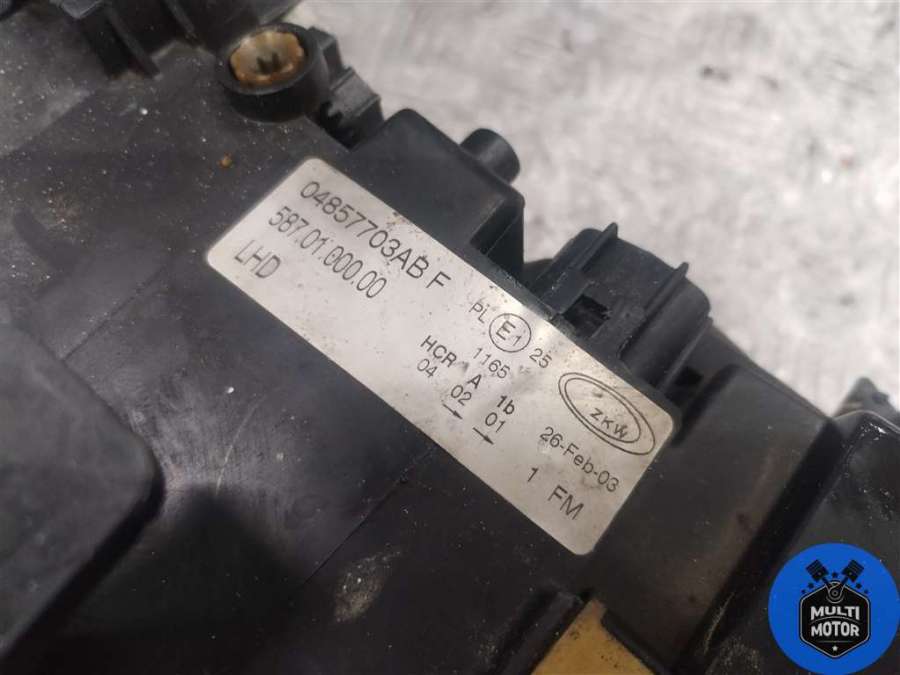 04857703AB F
587.01.000.00
LHD
PL E1 25
1165
HCR A 1b
04 02 01
ZKW
26-Feb-03
1 FM
MULTI
MOTOR